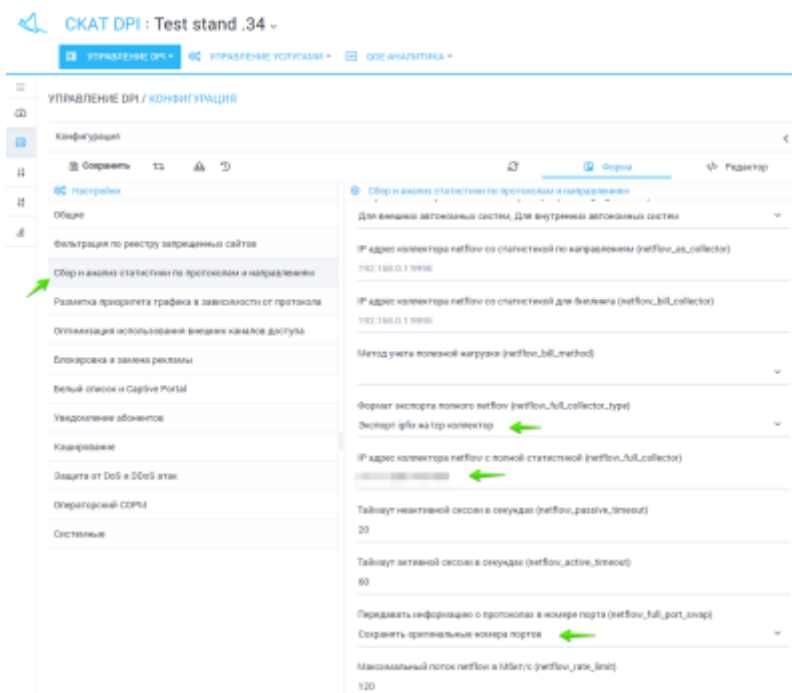 СКАТ DPI : Test stand .34
УПРАВЛЕНИЕ DPI
УПРАВЛЕНИЕ УСЛУГАМИ
QOE АНАЛИТИКА
УПРАВЛЕНИЕ DPI / КОНФИГУРАЦИЯ
Конфигурация
Сохранить
Форма
Редактор
Настройки
Общие
Фильтрация по реестру запрещенных сайтов
Сбор и анализ статистики по протоколам и направлениям
Разметка приоритета трафика в зависимости от протокола
Оптимизация использования внешних каналов доступа
Блокировка и замена рекламы
Белый список и Captive Portal
Уведомление абонентов
Кэширование
Защита от DoS и DDoS атак
Операторский СОРМ
Системные
Сбор и анализ статистики по протоколам и направлениям
Для внешних автономных систем, Для внутренних автономных систем
IP адрес коллектора netflow со статистикой по направлениям (netflow_as_collector)
192.168.0.1:9998
IP адрес коллектора netflow со статистикой для биллинга (netflow_bill_collector)
192.168.0.1:9996
Метод учета полезной нагрузки (netflow_bill_method)
Формат экспорта полного netflow (netflow_full_collector_type)
Экспорт ipfix на tcp коллектор
IP адрес коллектора netflow с полной статистикой (netflow_full_collector)
Таймаут неактивной сессии в секундах (netflow_passive_timeout)
20
Таймаут активной сессии в секундах (netflow_active_timeout)
60
Передавать информацию о протоколах в номере порта (netflow_full_port_swap)
Сохранять оригинальные номера портов
Максимальный поток netflow в Мбит/с (netflow_rate_limit)
120